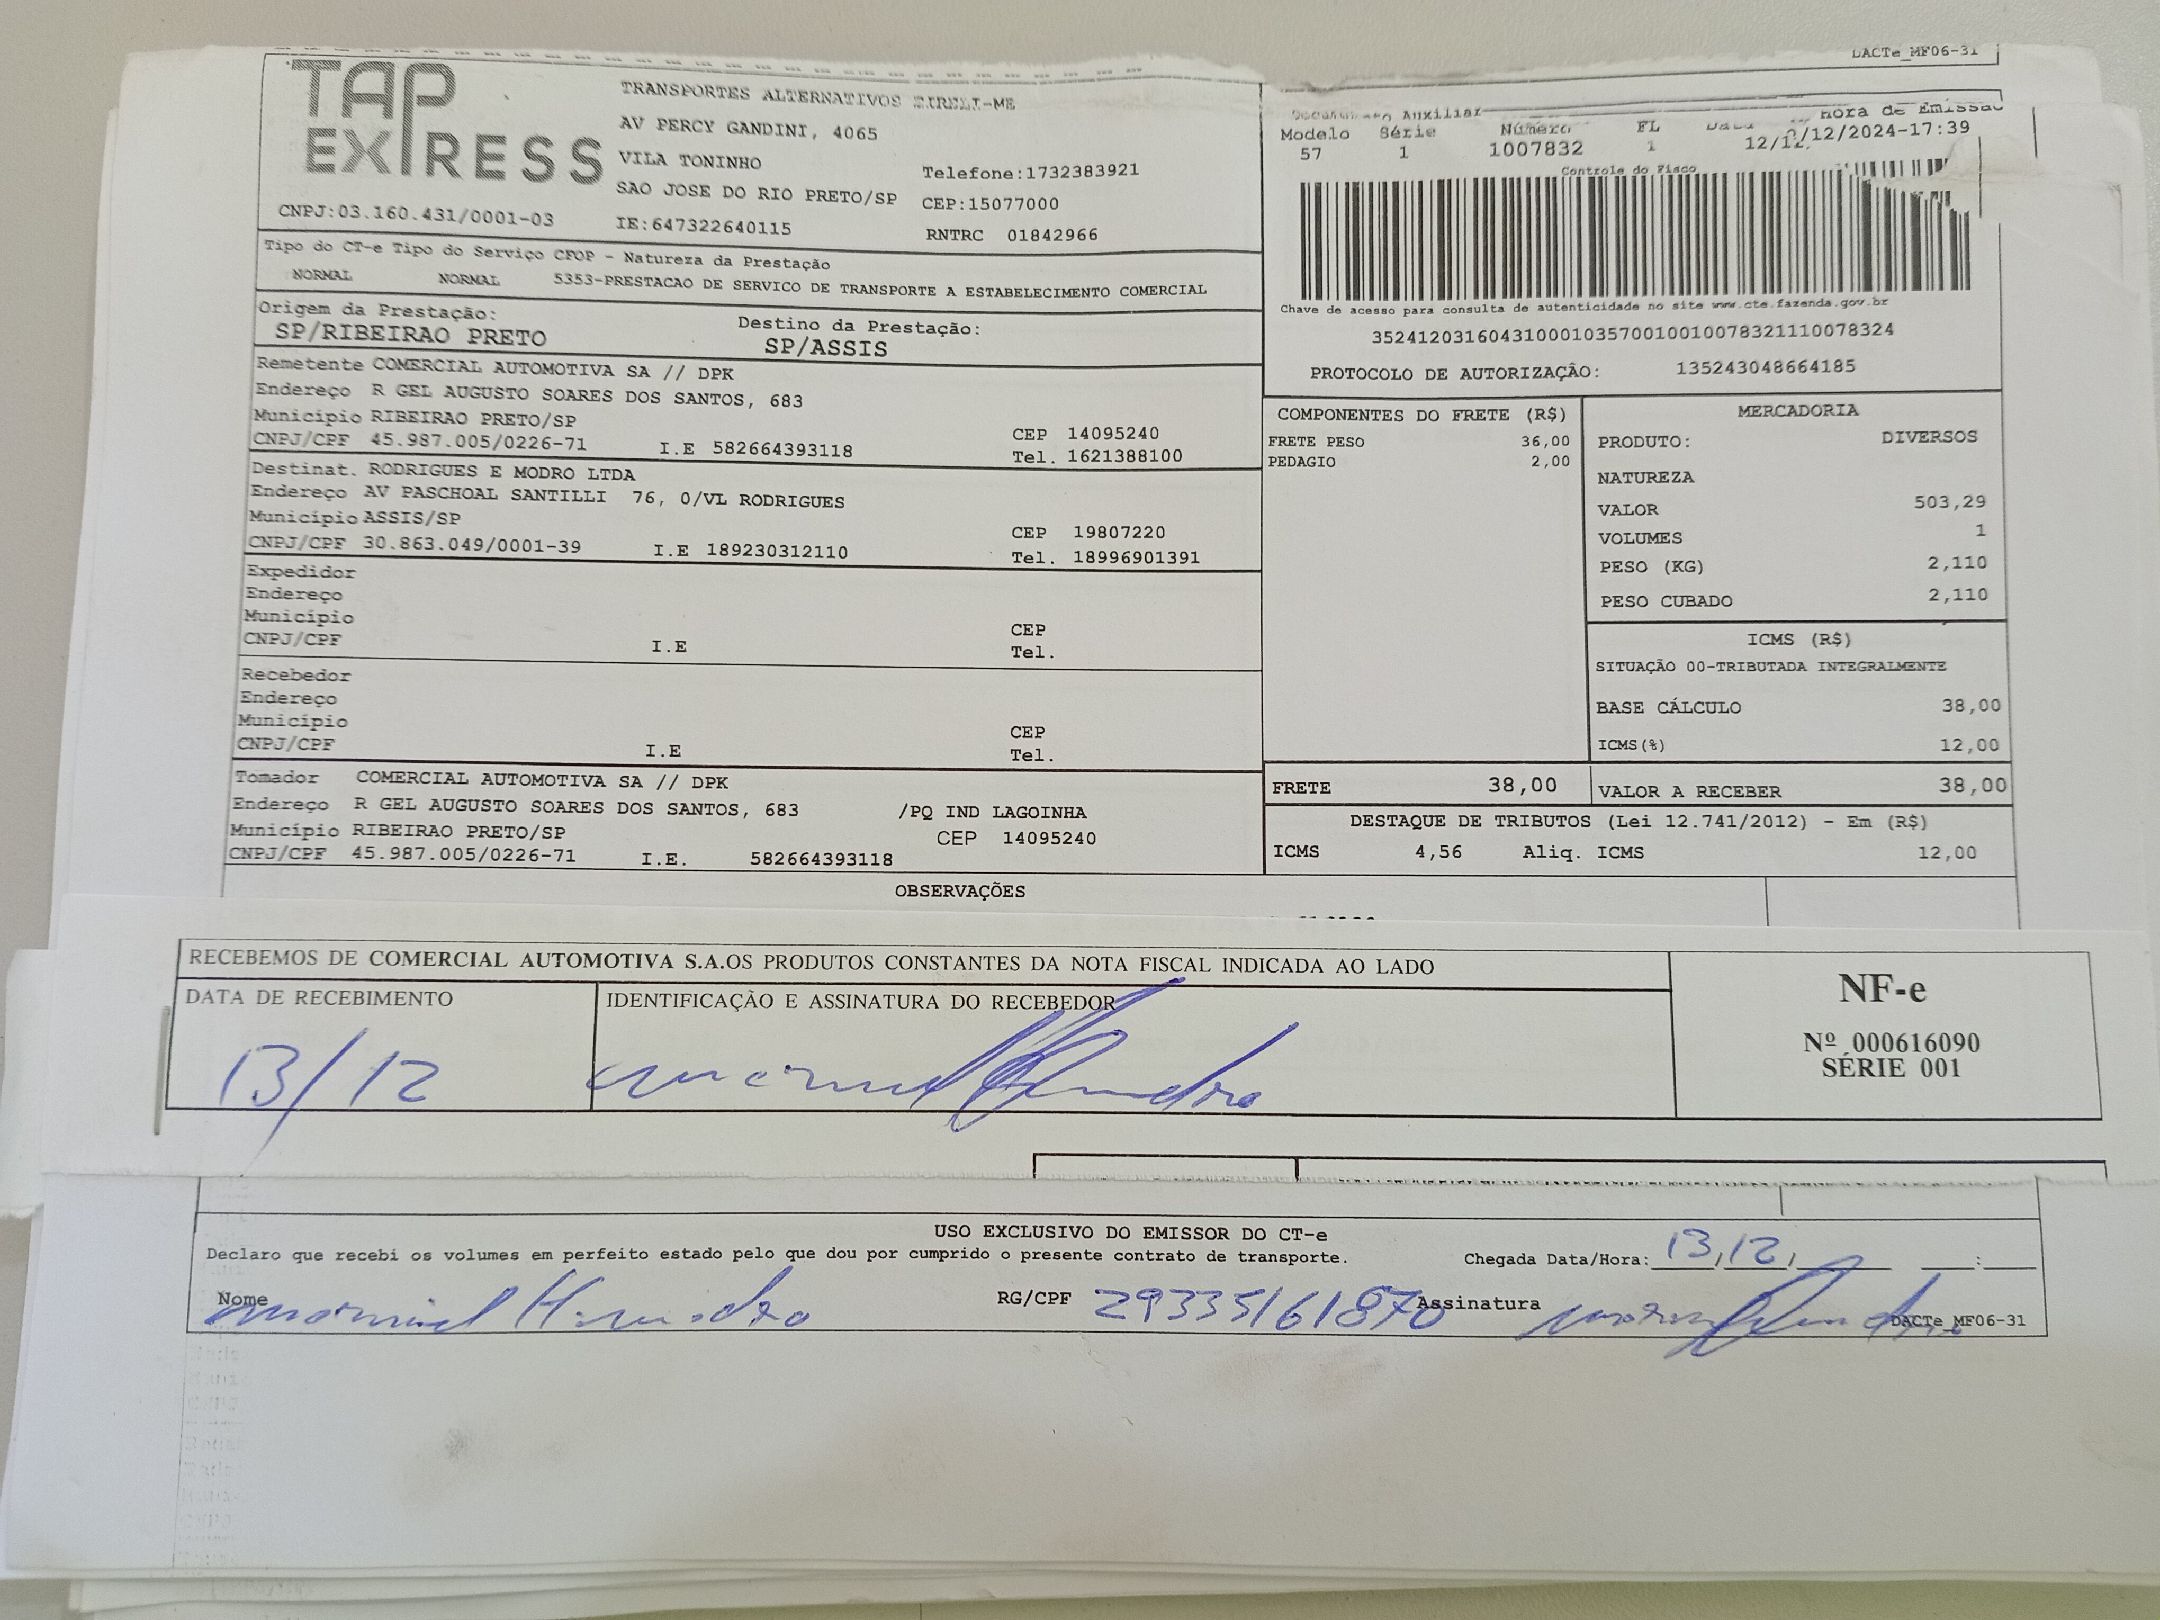 DACTe_MF06-31
TAP
EXPRESS
TRANSPORTES ALTERNATIVOS EIRELI-ME
AV PERCY GANDINI, 4065
VILA TONINHO
Telefone:1732383921
SAO JOSE DO RIO PRETO/SP CEP:15077000
CNPJ:03.160.431/0001-03 IE:647322640115 RNTRC 01842966
Documento Auxiliar Hora de Emissão
Modelo Série Número FL
57 1 1007832 1 12/12/2024-17:39
Controle do Fisco
Chave de acesso para consulta de autenticidade no site www.cte.fazenda.gov.br
35241203160431000103570010010078321110078324
PROTOCOLO DE AUTORIZAÇÃO: 135243048664185
Tipo do CT-e Tipo do Serviço CFOP - Natureza da Prestação
NORMAL NORMAL 5353-PRESTACAO DE SERVICO DE TRANSPORTE A ESTABELECIMENTO COMERCIAL
Origem da Prestação: Destino da Prestação:
SP/RIBEIRAO PRETO SP/ASSIS
Remetente COMERCIAL AUTOMOTIVA SA // DPK
Endereço R GEL AUGUSTO SOARES DOS SANTOS, 683
Município RIBEIRAO PRETO/SP CEP 14095240
CNPJ/CPF 45.987.005/0226-71 I.E 582664393118 Tel. 1621388100
Destinat. RODRIGUES E MODRO LTDA
Endereço AV PASCHOAL SANTILLI 76, 0/VL RODRIGUES
Município ASSIS/SP CEP 19807220
CNPJ/CPF 30.863.049/0001-39 I.E 189230312110 Tel. 18996901391
Expedidor
Endereço
Município CEP
CNPJ/CPF I.E Tel.
Recebedor
Endereço
Município CEP
CNPJ/CPF I.E Tel.
Tomador COMERCIAL AUTOMOTIVA SA // DPK
Endereço R GEL AUGUSTO SOARES DOS SANTOS, 683 /PQ IND LAGOINHA
Município RIBEIRAO PRETO/SP CEP 14095240
CNPJ/CPF 45.987.005/0226-71 I.E. 582664393118
COMPONENTES DO FRETE (R$)
FRETE PESO 36,00
PEDAGIO 2,00
MERCADORIA
PRODUTO: DIVERSOS
NATUREZA
VALOR 503,29
VOLUMES 1
PESO (KG) 2,110
PESO CUBADO 2,110
ICMS (R$)
SITUAÇÃO 00-TRIBUTADA INTEGRALMENTE
BASE CÁLCULO 38,00
ICMS(%) 12,00
FRETE 38,00 VALOR A RECEBER 38,00
DESTAQUE DE TRIBUTOS (Lei 12.741/2012) - Em (R$)
ICMS 4,56 Aliq. ICMS 12,00
OBSERVAÇÕES
RECEBEMOS DE COMERCIAL AUTOMOTIVA S.A.OS PRODUTOS CONSTANTES DA NOTA FISCAL INDICADA AO LADO
DATA DE RECEBIMENTO IDENTIFICAÇÃO E ASSINATURA DO RECEBEDOR
13/12
NF-e
Nº 000616090
SÉRIE 001
USO EXCLUSIVO DO EMISSOR DO CT-e
Declaro que recebi os volumes em perfeito estado pelo que dou por cumprido o presente contrato de transporte. Chegada Data/Hora: 13/12/ :
Nome RG/CPF 29335161870 Assinatura
DACTe_MF06-31